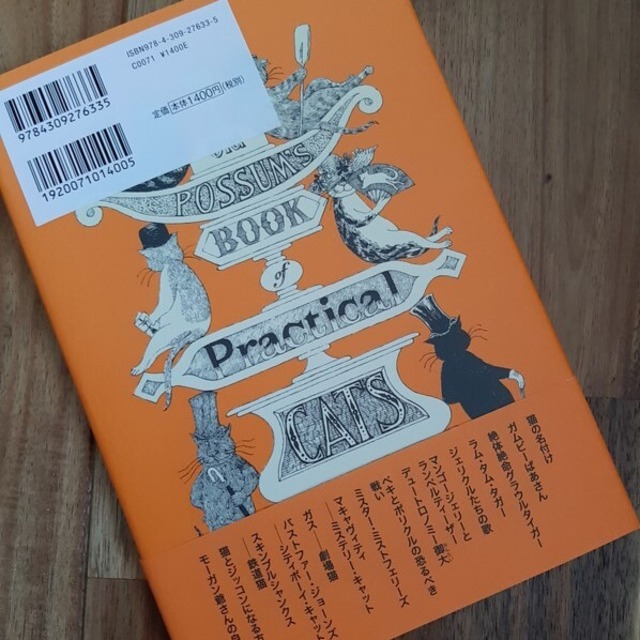 ISBN978-4-309-27633-5
C0071 ¥1400E
定価 本体1400円(税別)
9784309276335
1920071014005
OLD
POSSUM'S
BOOK
of
Practical
CATS
猫の名付け
ガムビーばあさん
絶体絶命グラウルタイガー
ラム・タム・タガー
ジェリクルたちの歌
マンゴージェリーと
ランペルティーザー
デュートロノミー御大
ペキとポリクルの恐るべき
戦い
ミスター・ミストフェリーズ
マキャヴィティ
――ミステリー・キャット
ガス――劇場猫
バストファー・ジョーンズ
――シティボーイ・キャット
スキンブルシャンクス
――鉄道猫
猫とジッコンになる
モーガン爺さんの